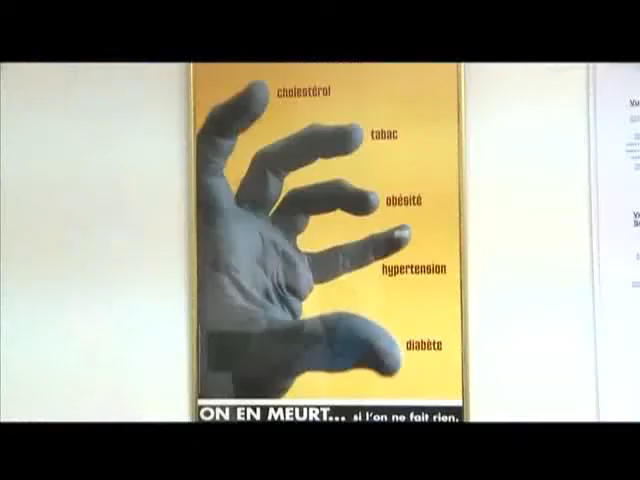 cholestérol
tabac
obésité
hypertension
diabète
ON EN MEURT... si l'on ne fait rien.